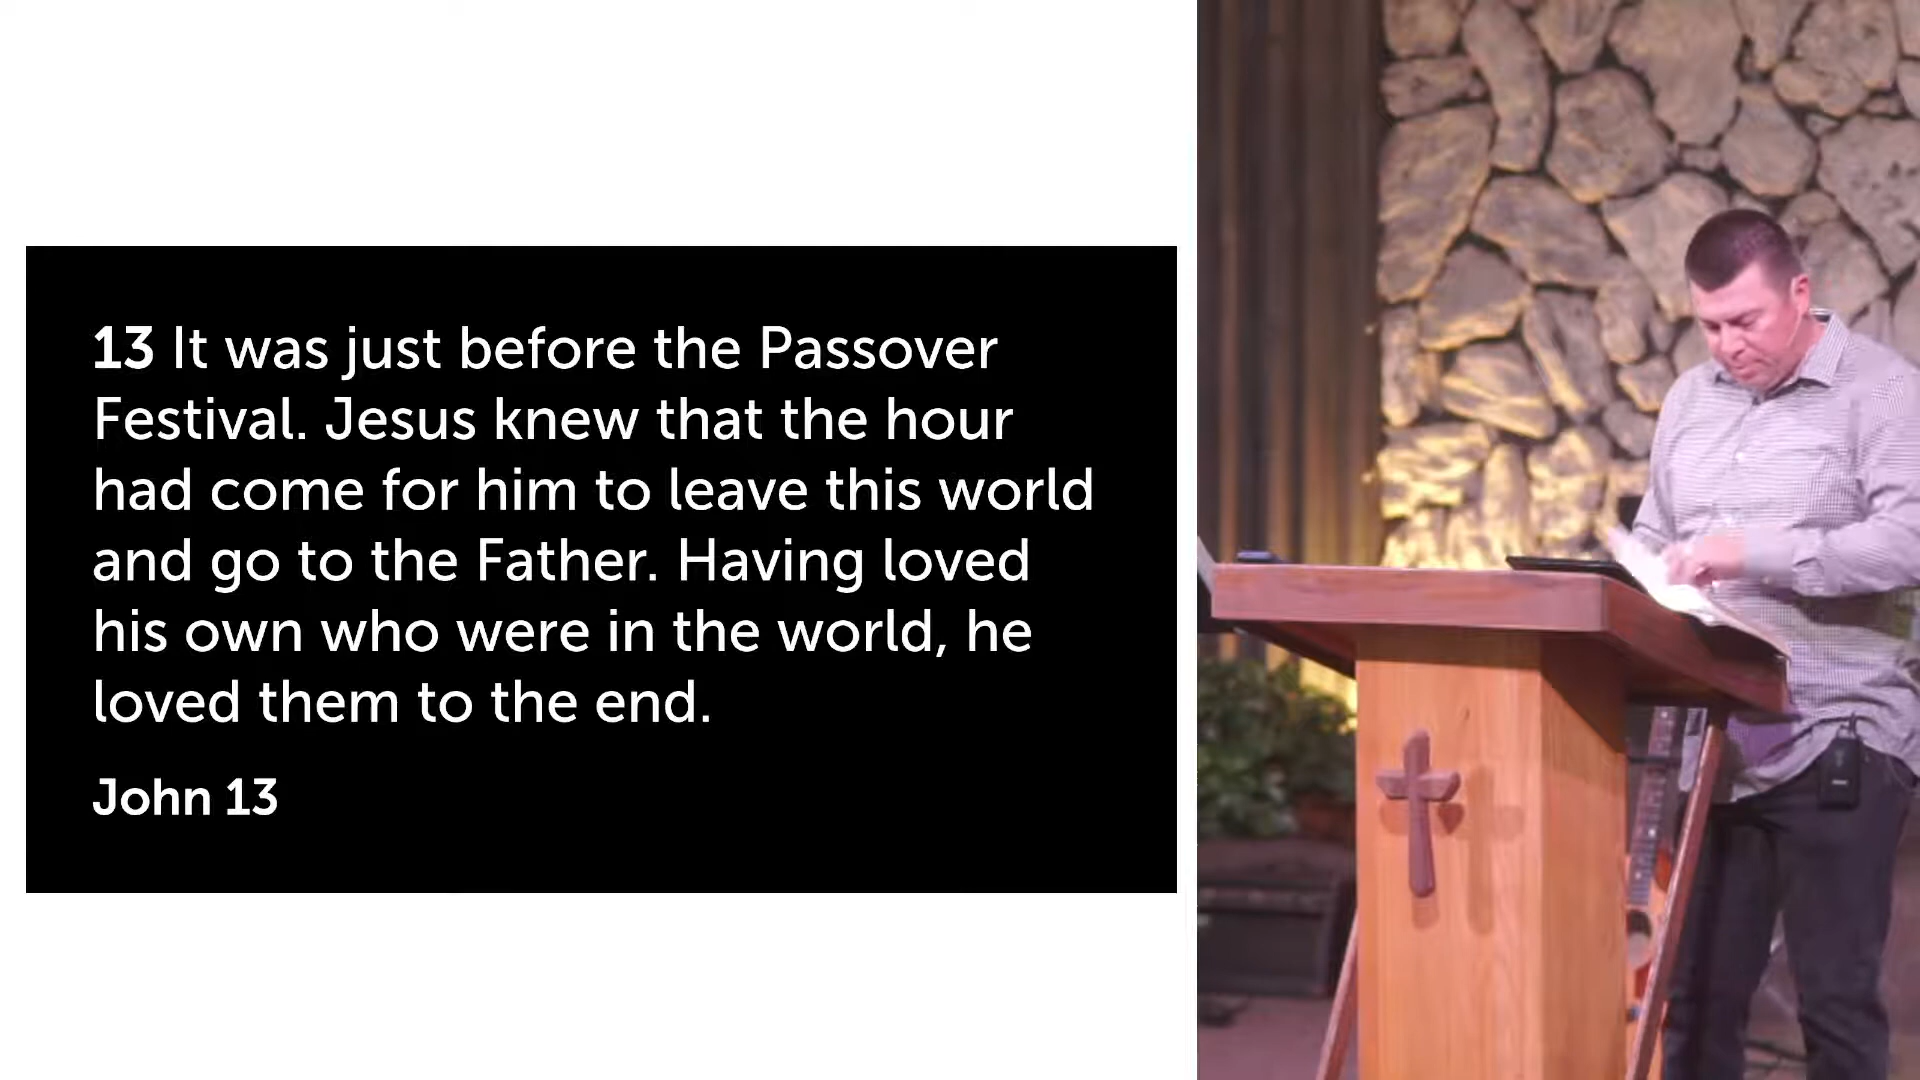 13 It was just before the Passover
Festival. Jesus knew that the hour
had come for him to leave this world
and go to the Father. Having loved
his own who were in the world, he
loved them to the end.
John 13